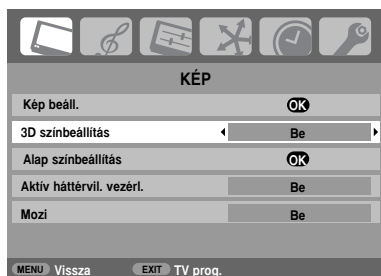 KÉP
Kép beáll. OK
3D színbeállítás Be
Alap színbeállítás OK
Aktív háttérvil. vezérl. Be
Mozi Be
MENU Vissza EXIT TV prog.